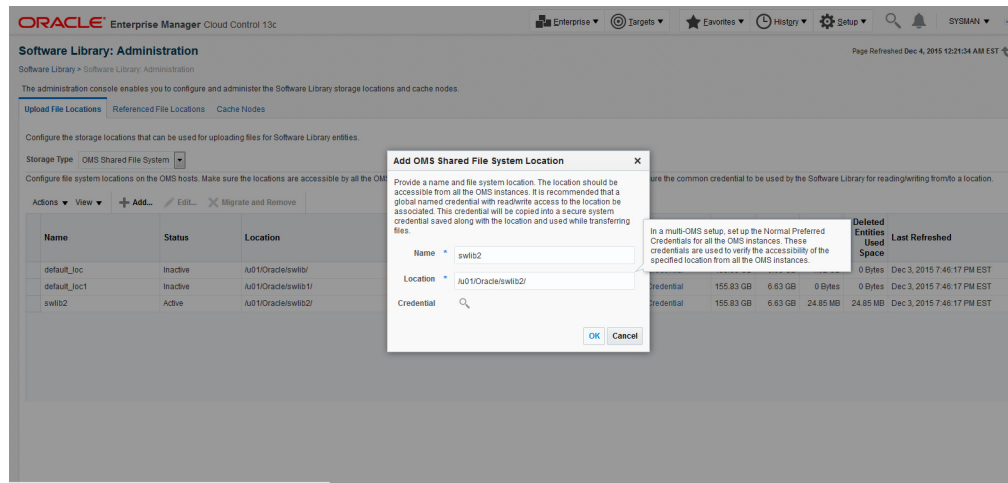 ORACLE Enterprise Manager Cloud Control 13c
Enterprise Targets Favorites History Setup SYSMAN
Software Library: Administration
Page Refreshed Dec 4, 2015 12:21:34 AM EST
Software Library > Software Library: Administration
The administration console enables you to configure and administer the Software Library storage locations and cache nodes.
Upload File Locations Referenced File Locations Cache Nodes
Configure the storage locations that can be used for uploading files for Software Library entities.
Storage Type OMS Shared File System
Configure file system locations on the OMS hosts. Make sure the locations are accessible by all the OMS
ure the common credential to be used by the Software Library for reading/writing from/to a location.
Actions View Add... Edit... Migrate and Remove
Name Status Location
Deleted
Entities
Used
Space
Last Refreshed
default_loc Inactive /u01/Oracle/swlib/
0 Bytes Dec 3, 2015 7:46:17 PM EST
default_loc1 Inactive /u01/Oracle/swlib1/
Credential 155.83 GB 6.63 GB 0 Bytes 0 Bytes Dec 3, 2015 7:46:17 PM EST
swlib2 Active /u01/Oracle/swlib2/
Credential 155.83 GB 6.63 GB 24.85 MB 24.85 MB Dec 3, 2015 7:46:17 PM EST
Add OMS Shared File System Location
Provide a name and file system location. The location should be
accessible from all the OMS instances. It is recommended that a
global named credential with read/write access to the location be
associated. This credential will be copied into a secure system
credential saved along with the location and used while transferring
files.
Name * swlib2
Location * /u01/Oracle/swlib2/
Credential
OK Cancel
In a multi-OMS setup, set up the Normal Preferred
Credentials for all the OMS instances. These
credentials are used to verify the accessibility of the
specified location from all the OMS instances.